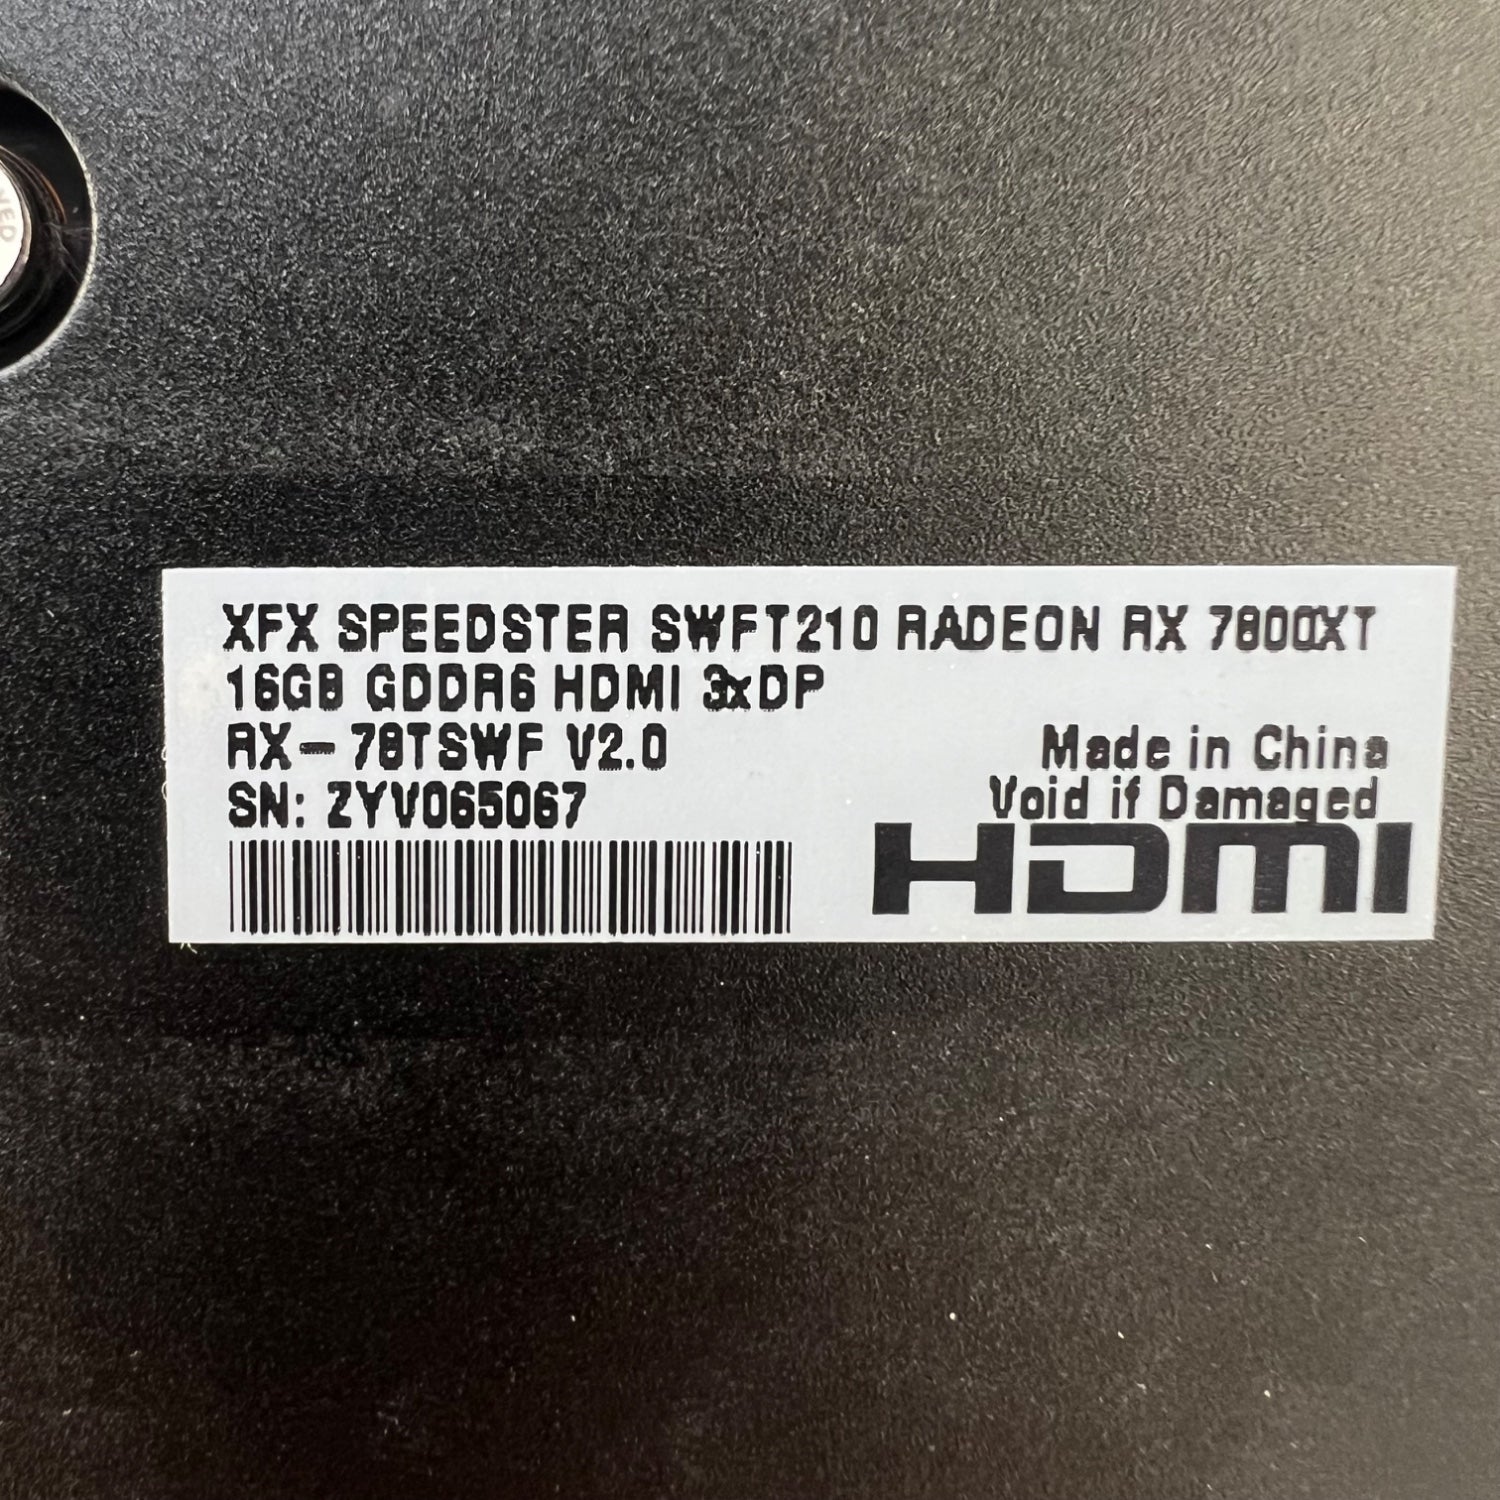 XFX SPEEDSTER SWFT210 RADEON RX 7800XT
16GB GDDR6 HDMI 3xDP
RX-78TSWF V2.0
SN: ZYV065067
Made in China
Void if Damaged
HDMI